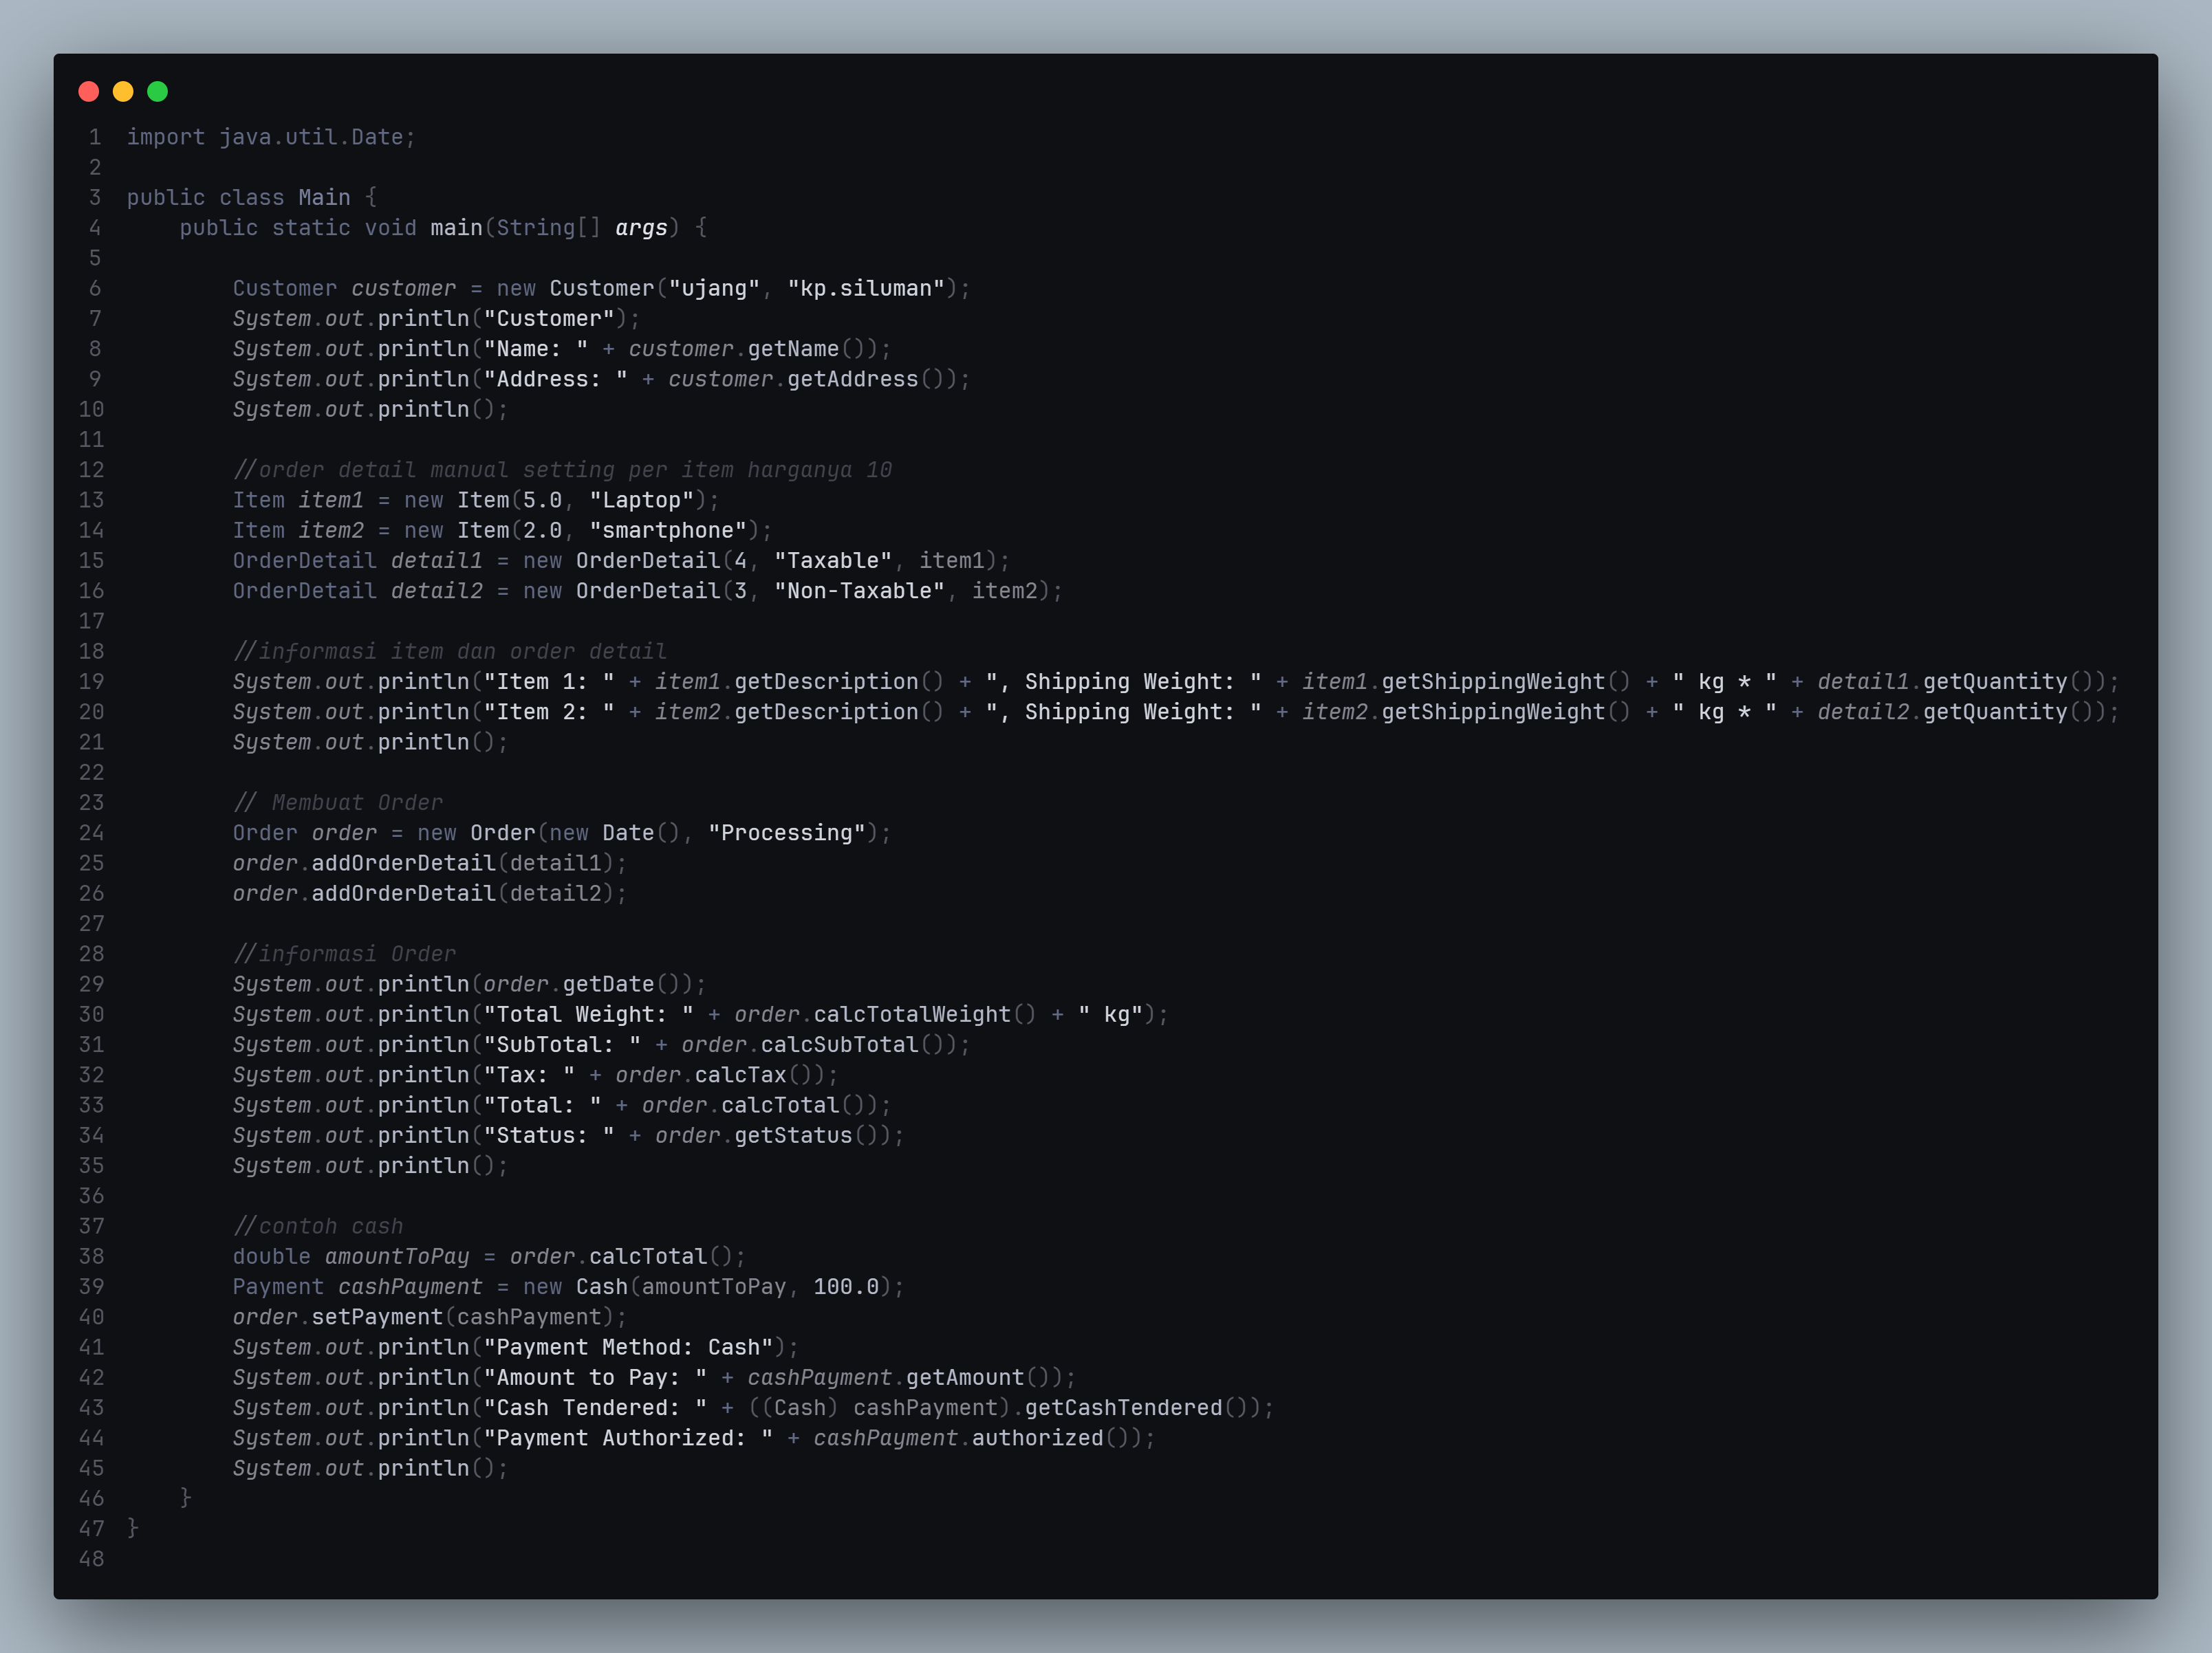 1 import java.util.Date;
2
3 public class Main {
4     public static void main(String[] args) {
5
6         Customer customer = new Customer("ujang", "kp.siluman");
7         System.out.println("Customer");
8         System.out.println("Name: " + customer.getName());
9         System.out.println("Address: " + customer.getAddress());
10         System.out.println();
11
12         //order detail manual setting per item harganya 10
13         Item item1 = new Item(5.0, "Laptop");
14         Item item2 = new Item(2.0, "smartphone");
15         OrderDetail detail1 = new OrderDetail(4, "Taxable", item1);
16         OrderDetail detail2 = new OrderDetail(3, "Non-Taxable", item2);
17
18         //informasi item dan order detail
19         System.out.println("Item 1: " + item1.getDescription() + ", Shipping Weight: " + item1.getShippingWeight() + " kg * " + detail1.getQuantity());
20         System.out.println("Item 2: " + item2.getDescription() + ", Shipping Weight: " + item2.getShippingWeight() + " kg * " + detail2.getQuantity());
21         System.out.println();
22
23         // Membuat Order
24         Order order = new Order(new Date(), "Processing");
25         order.addOrderDetail(detail1);
26         order.addOrderDetail(detail2);
27
28         //informasi Order
29         System.out.println(order.getDate());
30         System.out.println("Total Weight: " + order.calcTotalWeight() + " kg");
31         System.out.println("SubTotal: " + order.calcSubTotal());
32         System.out.println("Tax: " + order.calcTax());
33         System.out.println("Total: " + order.calcTotal());
34         System.out.println("Status: " + order.getStatus());
35         System.out.println();
36
37         //contoh cash
38         double amountToPay = order.calcTotal();
39         Payment cashPayment = new Cash(amountToPay, 100.0);
40         order.setPayment(cashPayment);
41         System.out.println("Payment Method: Cash");
42         System.out.println("Amount to Pay: " + cashPayment.getAmount());
43         System.out.println("Cash Tendered: " + ((Cash) cashPayment).getCashTendered());
44         System.out.println("Payment Authorized: " + cashPayment.authorized());
45         System.out.println();
46     }
47 }
48